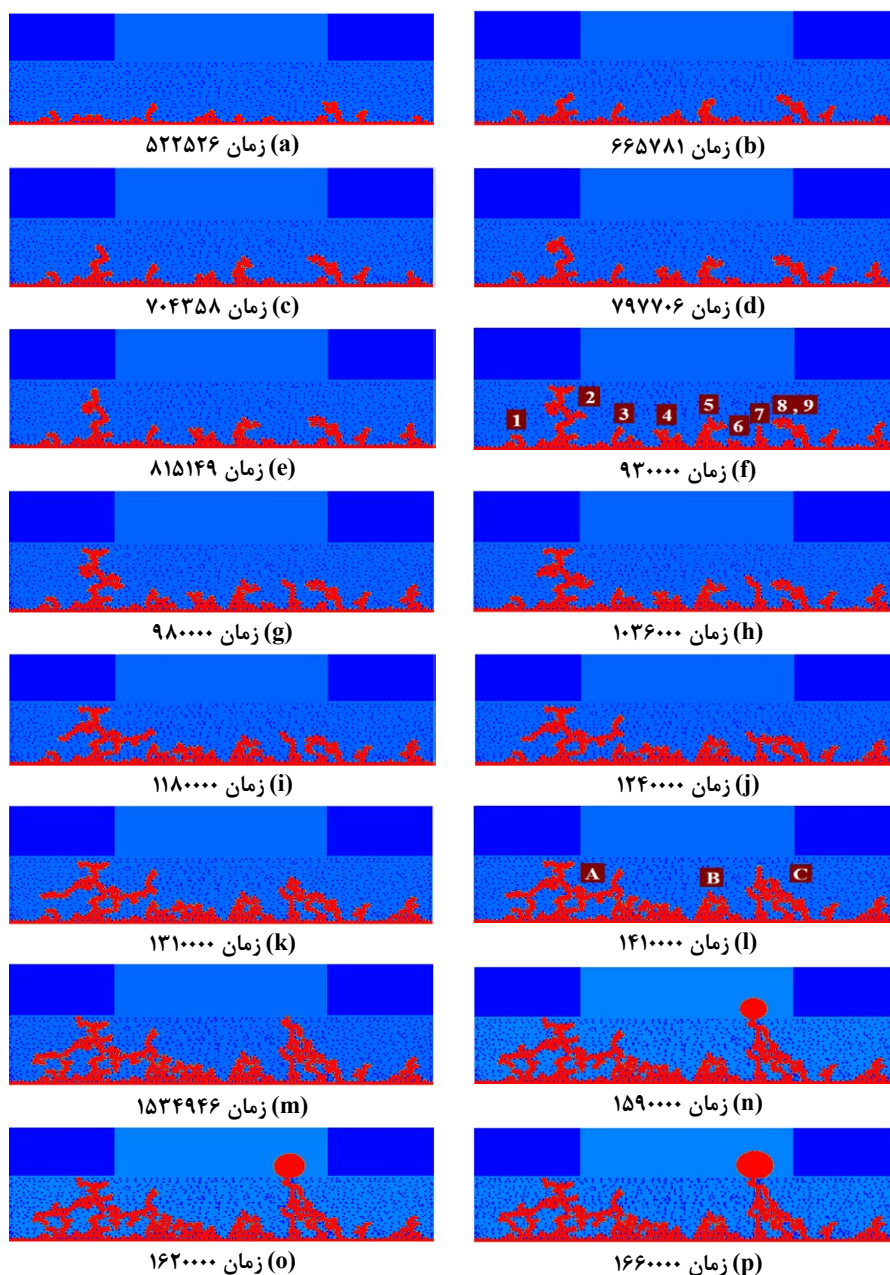 (a) زمان ۵۲۲۵۲۶
(b) زمان ۶۶۵۷۸۱
(c) زمان ۷۰۴۳۵۸
(d) زمان ۷۹۷۷۰۶
(e) زمان ۸۱۵۱۴۹
1 2 3 4 5 6 7 8 , 9
(f) زمان ۹۳۰۰۰۰
(g) زمان ۹۸۰۰۰۰
(h) زمان ۱۰۳۶۰۰۰
(i) زمان ۱۱۸۰۰۰۰
(j) زمان ۱۲۴۰۰۰۰
(k) زمان ۱۳۱۰۰۰۰
A B C
(l) زمان ۱۴۱۰۰۰۰
(m) زمان ۱۵۳۴۹۴۶
(n) زمان ۱۵۹۰۰۰۰
(o) زمان ۱۶۲۰۰۰۰
(p) زمان ۱۶۶۰۰۰۰